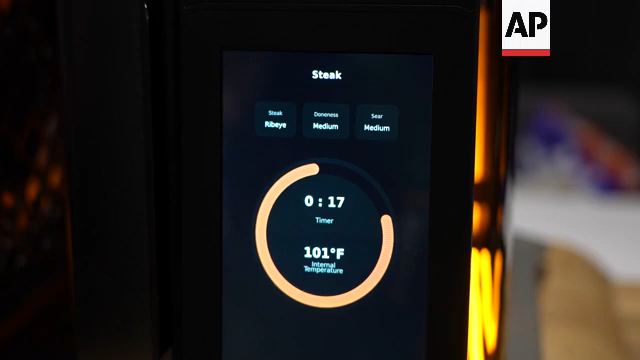 AP
Steak
Steak Doneness Sear
Ribeye Medium Medium
0 : 17
Timer
101°F
Internal
Temperature